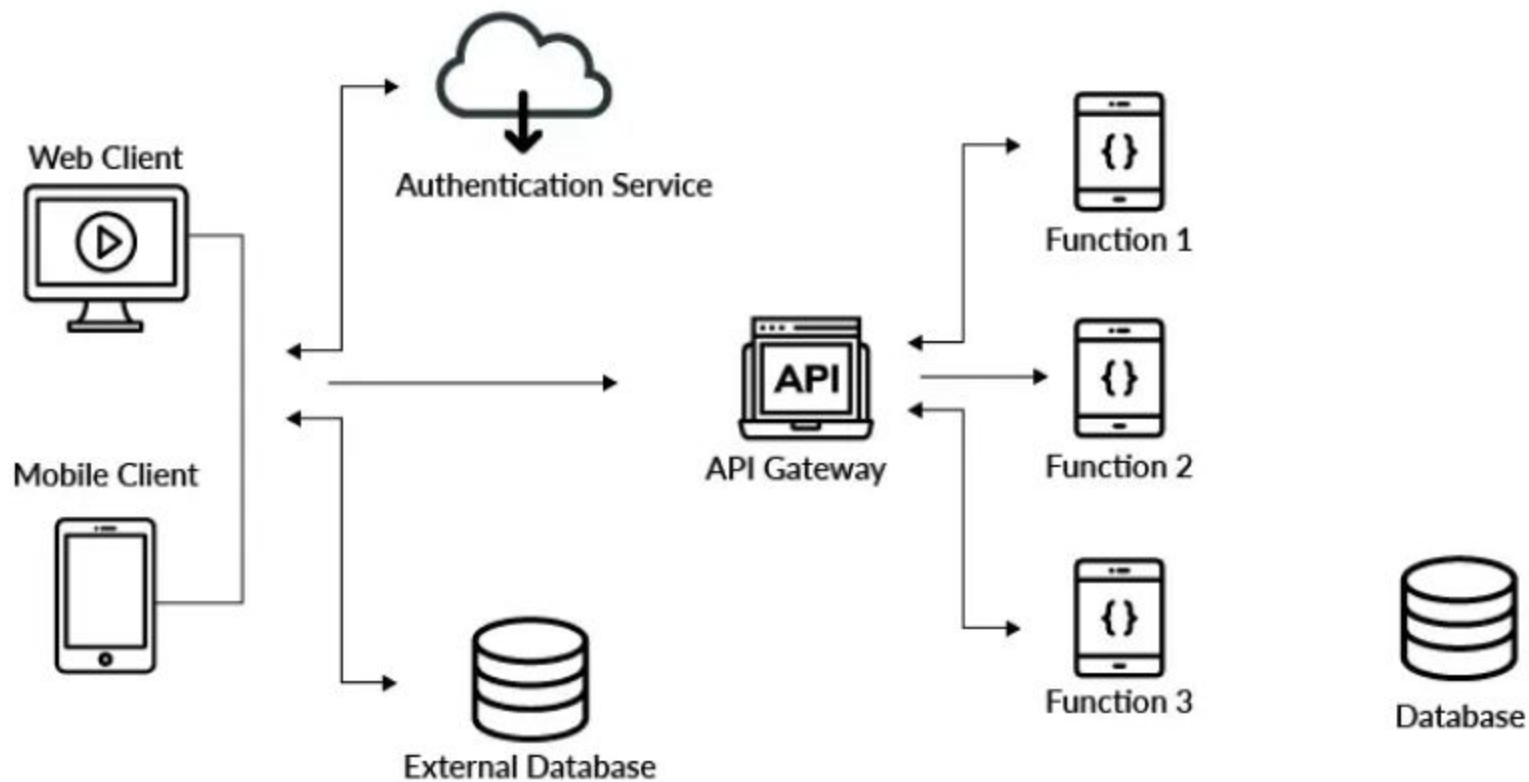 Web Client
Authentication Service
Mobile Client
External Database
API
API Gateway
{}
Function 1
{}
Function 2
{}
Function 3
Database